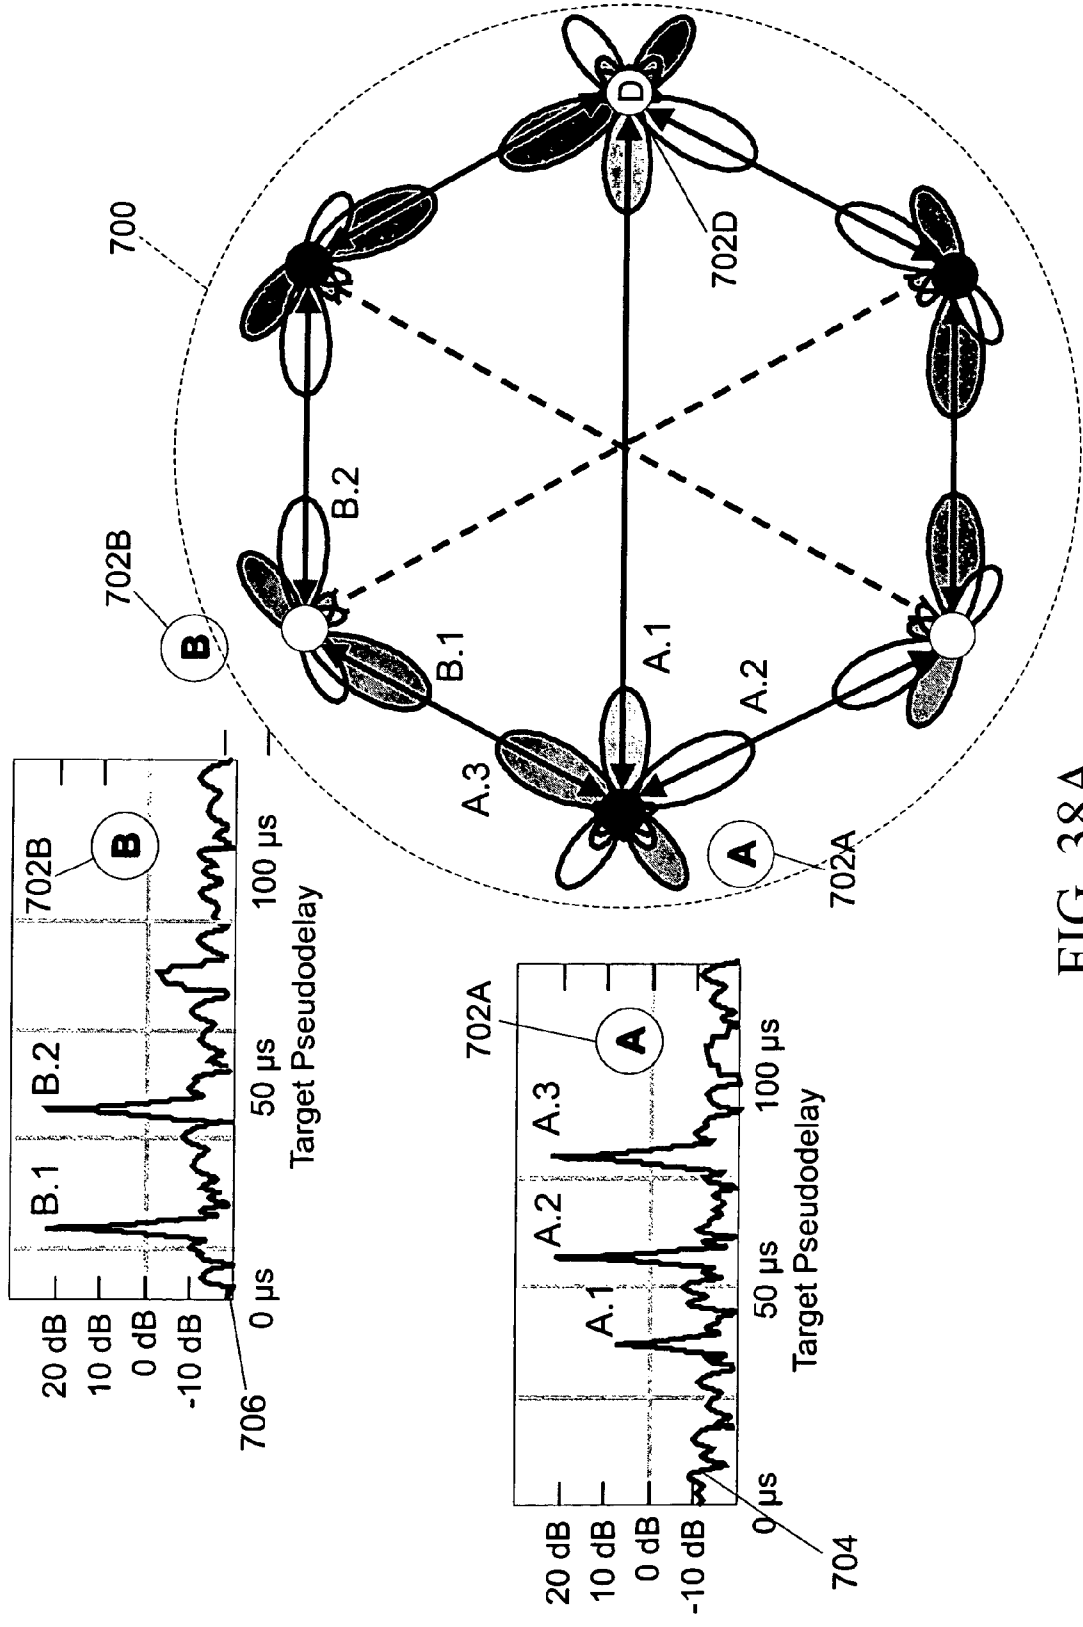 700
702B
B
B.2
B.1
A.3
A.1
A.2
A
702A
D
702D
702B
B
B.1
B.2
20 dB
10 dB
0 dB
-10 dB
0 µs
50 µs
100 µs
Target Pseudodelay
706
702A
A
A.1
A.2
A.3
20 dB
10 dB
0 dB
-10 dB
0 µs
50 µs
100 µs
Target Pseudodelay
704
FIG. 38A